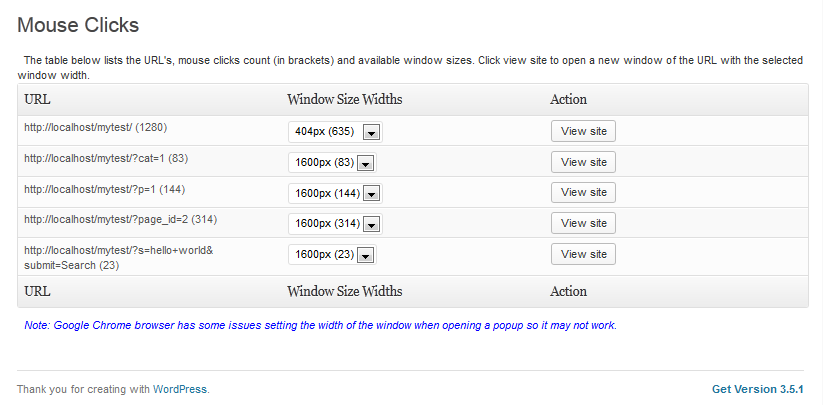 Mouse Clicks
The table below lists the URL's, mouse clicks count (in brackets) and available window sizes. Click view site to open a new window of the URL with the selected
window width.
URL Window Size Widths Action
http://localhost/mytest/ (1280) 404px (635) View site
http://localhost/mytest/?cat=1 (83) 1600px (83) View site
http://localhost/mytest/?p=1 (144) 1600px (144) View site
http://localhost/mytest/?page_id=2 (314) 1600px (314) View site
http://localhost/mytest/?s=hello+world& 1600px (23) View site
submit=Search (23)
URL Window Size Widths Action
Note: Google Chrome browser has some issues setting the width of the window when opening a popup so it may not work.
Thank you for creating with WordPress. Get Version 3.5.1